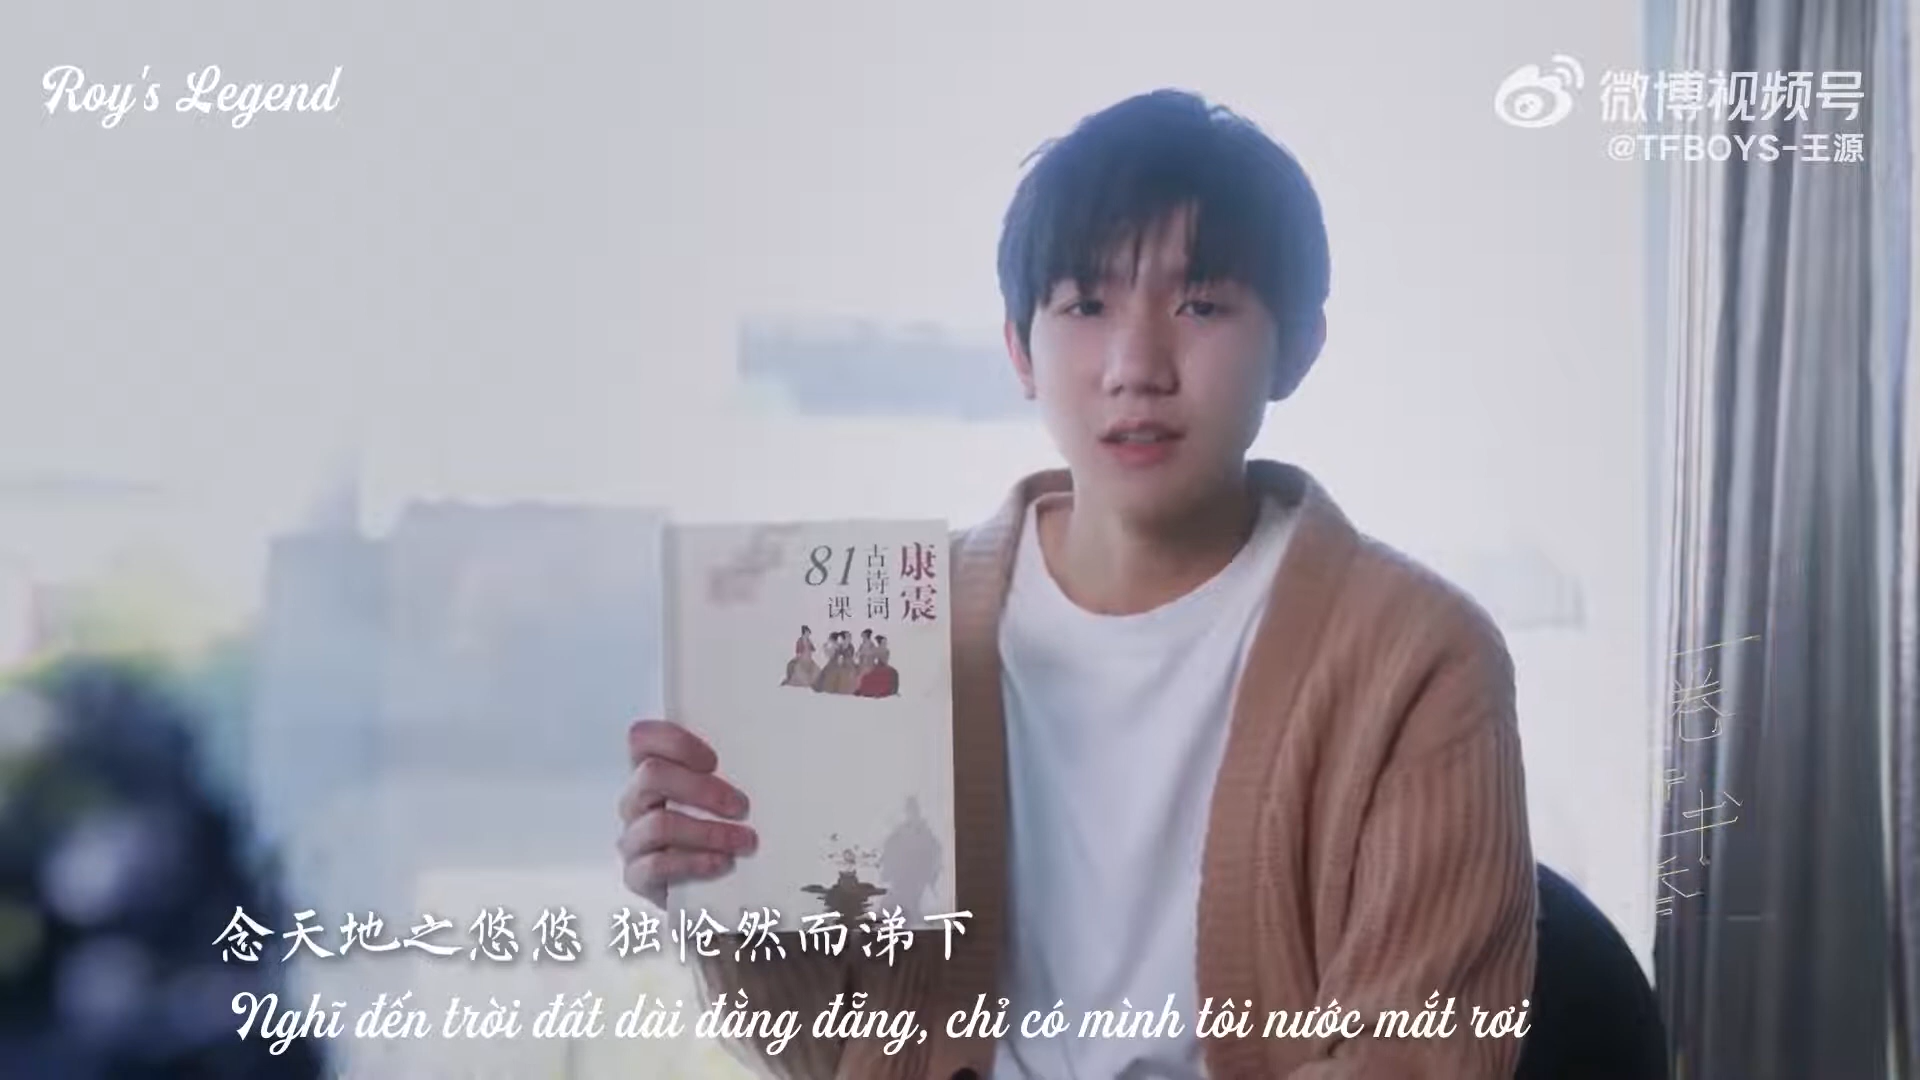 Roy's Legend
微博视频号
@TFBOYS-王源
康震
古诗词
81
课
念天地之悠悠 独怆然而涕下
Nghĩ đến trời đất dài đằng đẵng, chỉ có mình tôi nước mắt rơi